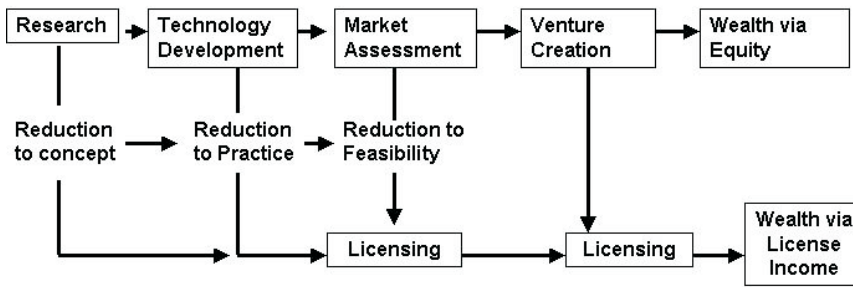 Research
Technology
Development
Market
Assessment
Venture
Creation
Wealth via
Equity
Reduction
to concept
Reduction
to Practice
Reduction to
Feasibility
Licensing
Licensing
Wealth via
License
Income